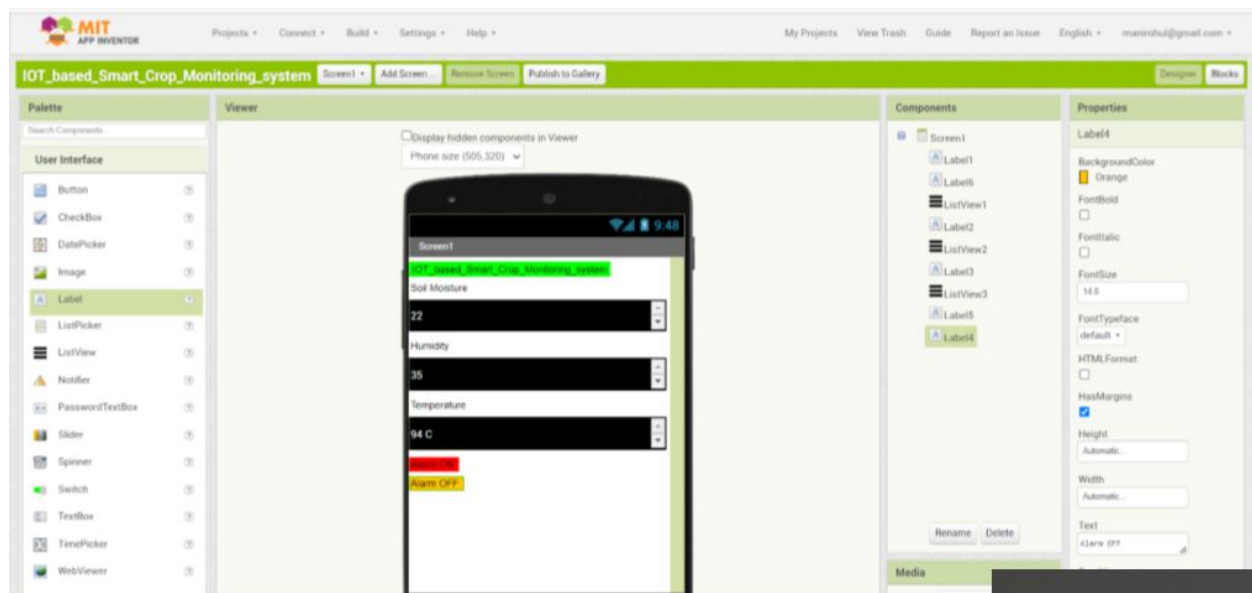 MIT
APP INVENTOR
Projects Connect Build Settings Help My Projects View Trash Guide Report an Issue English manirohul@gmail.com
IOT_based_Smart_Crop_Monitoring_system Screen1 Add Screen ... Remove Screen Publish to Gallery Designer Blocks
Palette
Search Components...
User Interface
Button
CheckBox
DatePicker
Image
Label
ListPicker
ListView
Notifier
PasswordTextBox
Slider
Spinner
Switch
TextBox
TimePicker
WebViewer
Viewer
Display hidden components in Viewer
Phone size (505,320)
9:48
Screen1
IOT_based_Smart_Crop_Monitoring_system
Soil Moisture
22
Humidity
35
Temperature
94 C
Alarm ON
Alarm OFF
Components
Screen1
Label1
Label6
ListView1
Label2
ListView2
Label3
ListView3
Label5
Label4
Rename Delete
Media
Properties
Label4
BackgroundColor
Orange
FontBold
FontItalic
FontSize
14.0
FontTypeface
default
HTMLFormat
HasMargins
Height
Automatic...
Width
Automatic...
Text
Alarm OFF